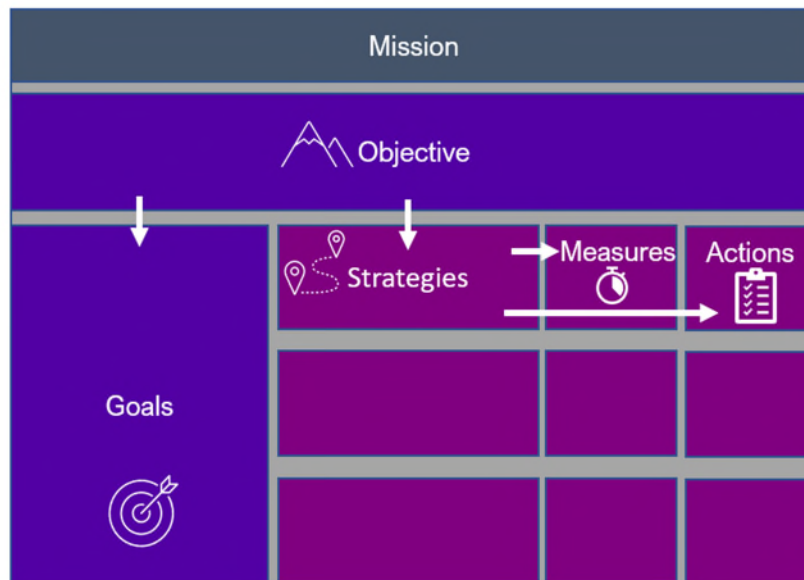 Mission
Objective
Strategies
Measures
Actions
Goals